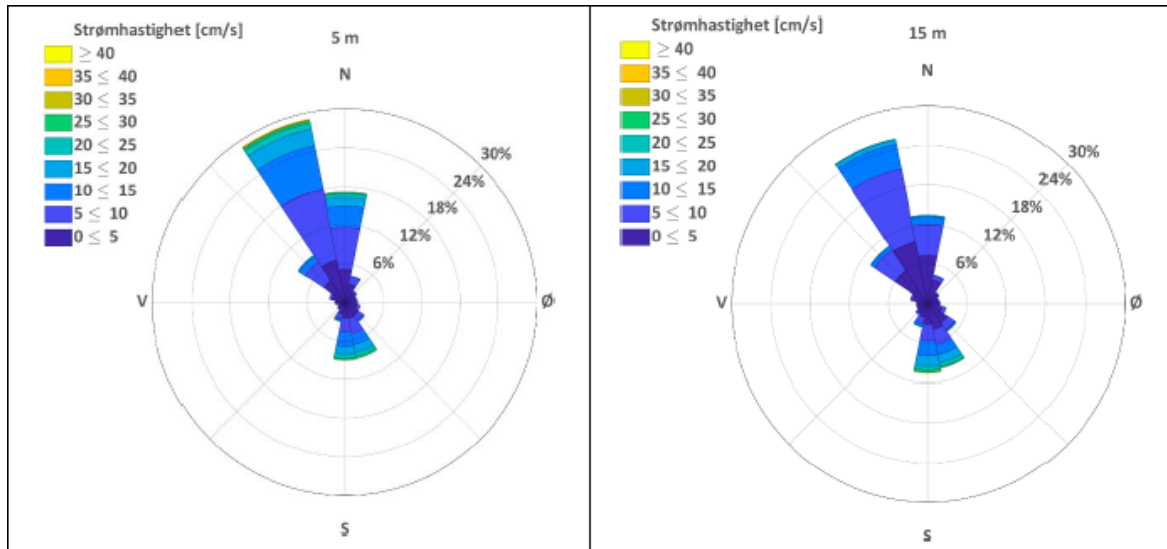 Strømhastighet [cm/s]
≥ 40
35 ≤ 40
30 ≤ 35
25 ≤ 30
20 ≤ 25
15 ≤ 20
10 ≤ 15
5 ≤ 10
0 ≤ 5
5 m
N
30%
24%
18%
12%
6%
V
Ø
S
Strømhastighet [cm/s]
≥ 40
35 ≤ 40
30 ≤ 35
25 ≤ 30
20 ≤ 25
15 ≤ 20
10 ≤ 15
5 ≤ 10
0 ≤ 5
15 m
N
30%
24%
18%
12%
6%
V
Ø
S